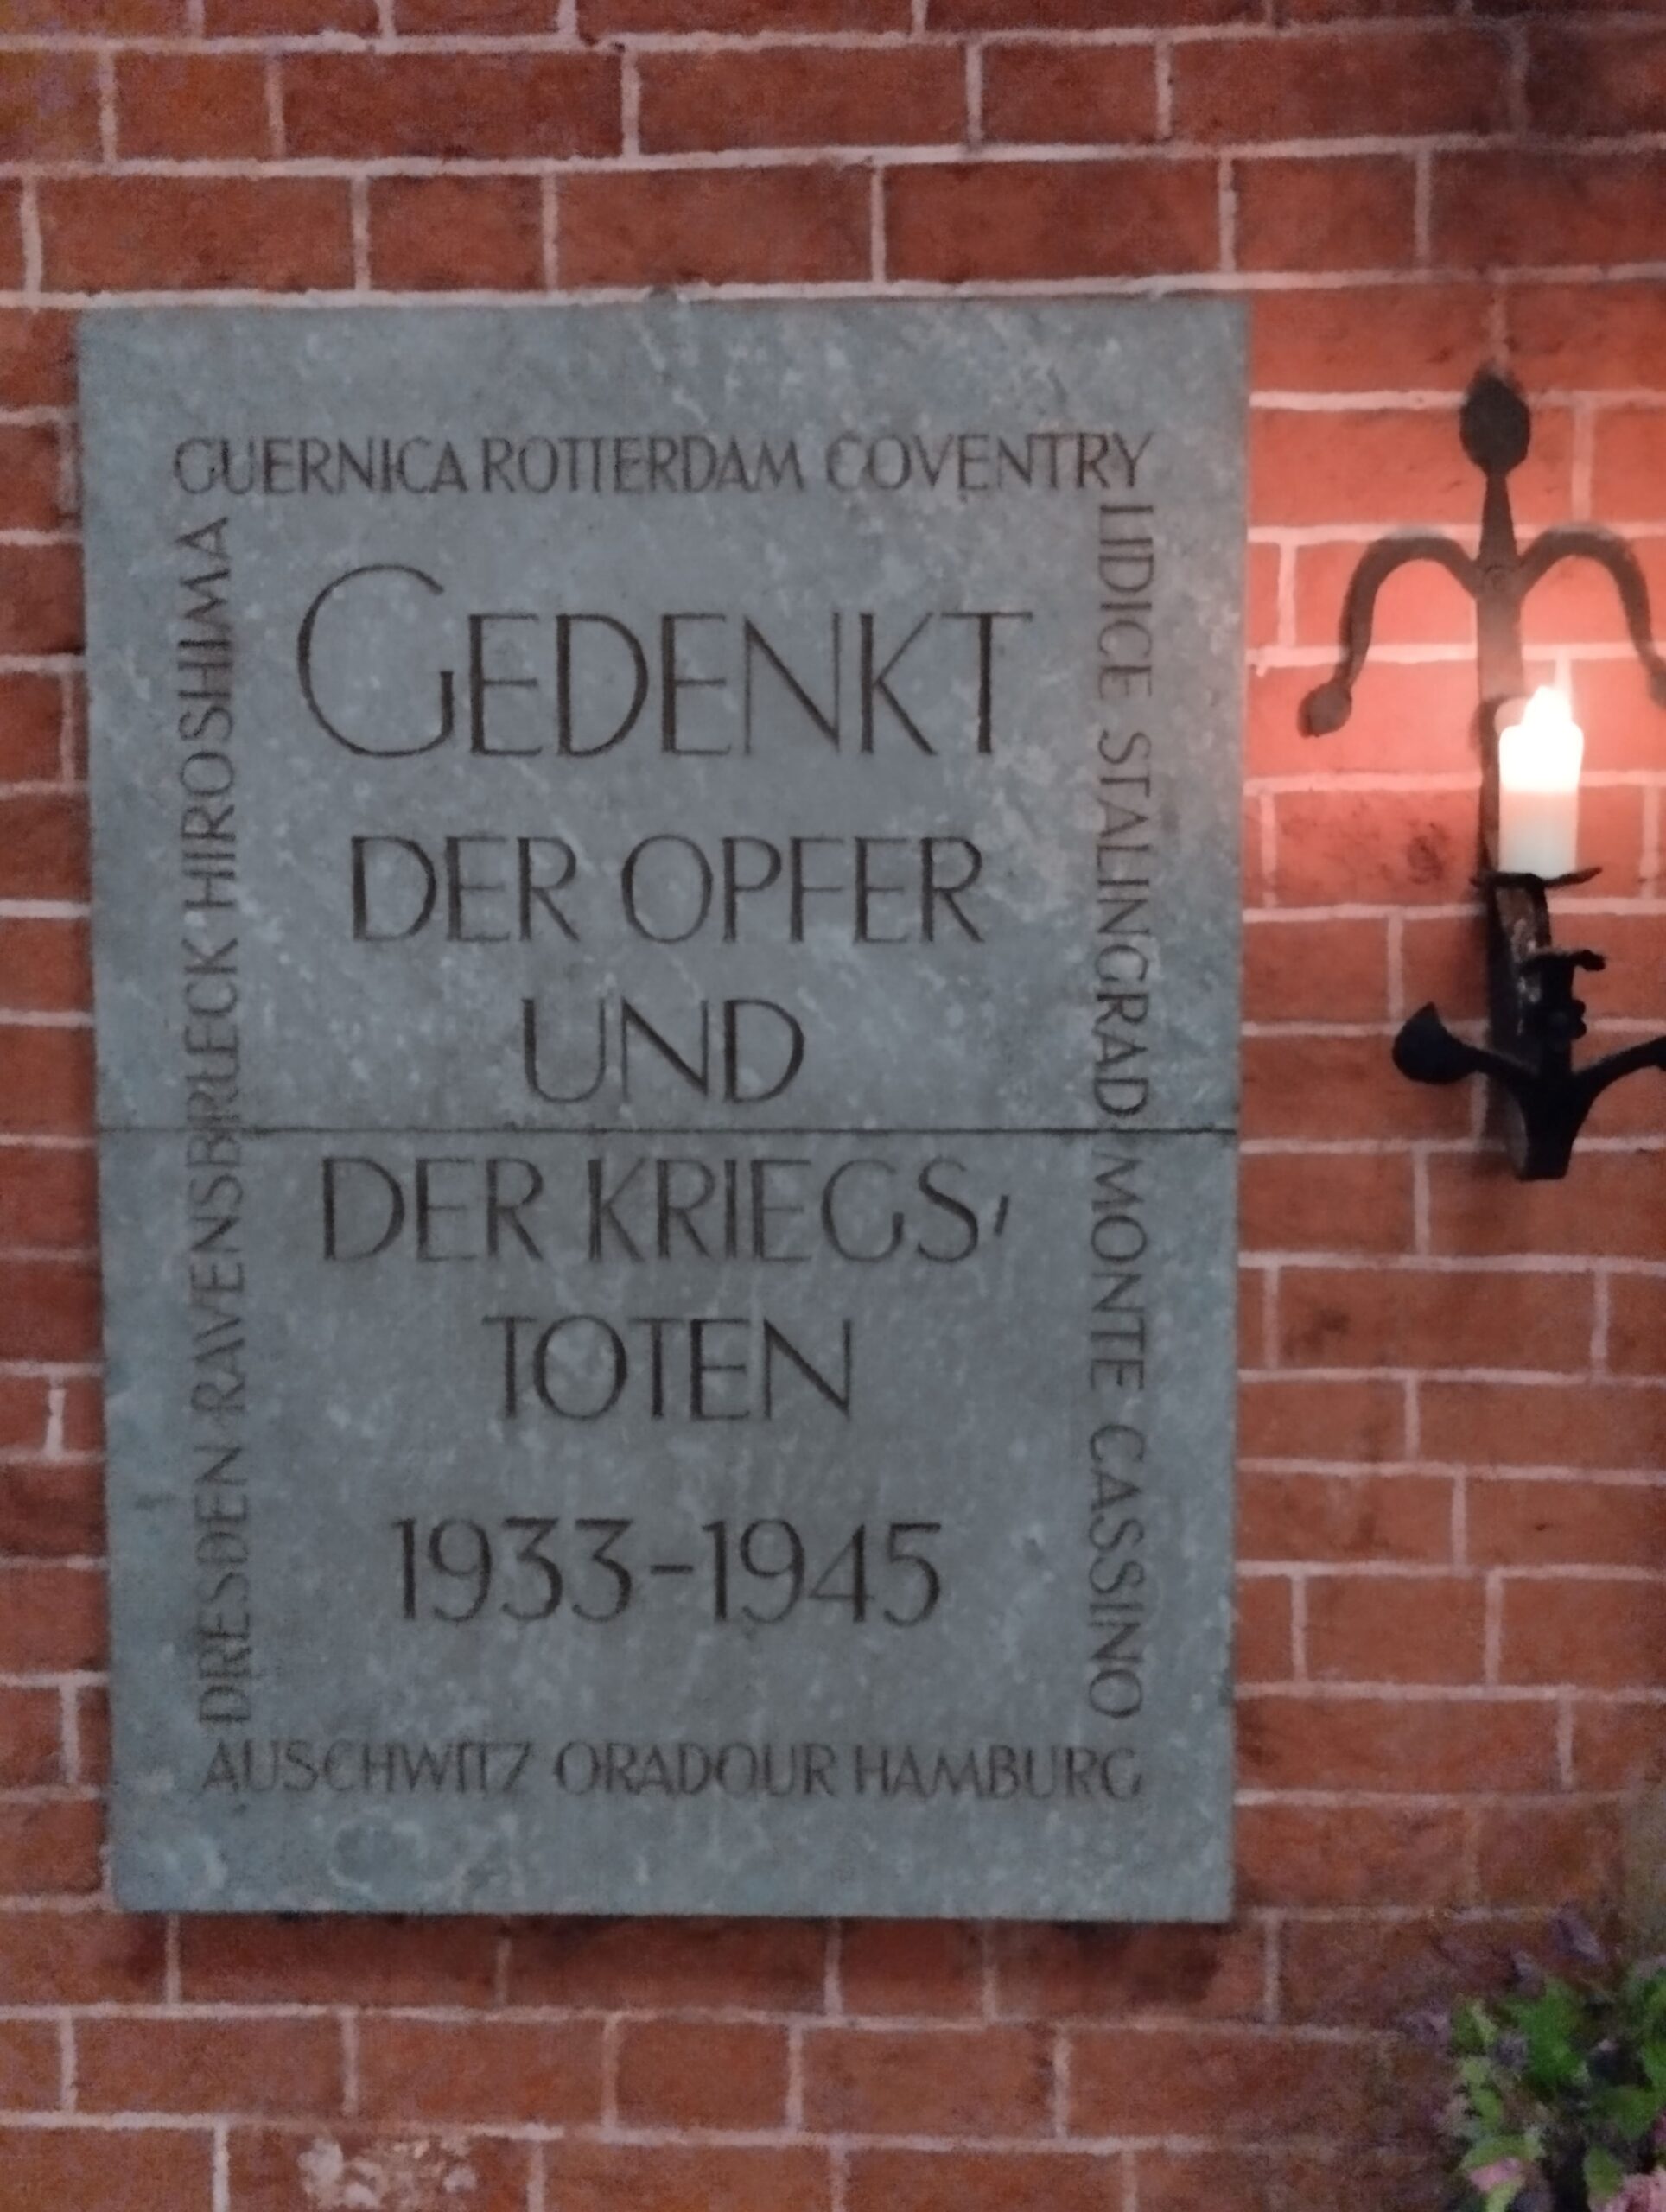 GUERNICA ROTTERDAM COVENTRY
LIDICE STALINGRAD MONTE CASSINO
GEDENKT
DER OPFER
UND
DER KRIEGS-
TOTEN
1933-1945
DRESDEN RAVENSBRUECK HIROSHIMA
AUSCHWITZ ORADOUR HAMBURG